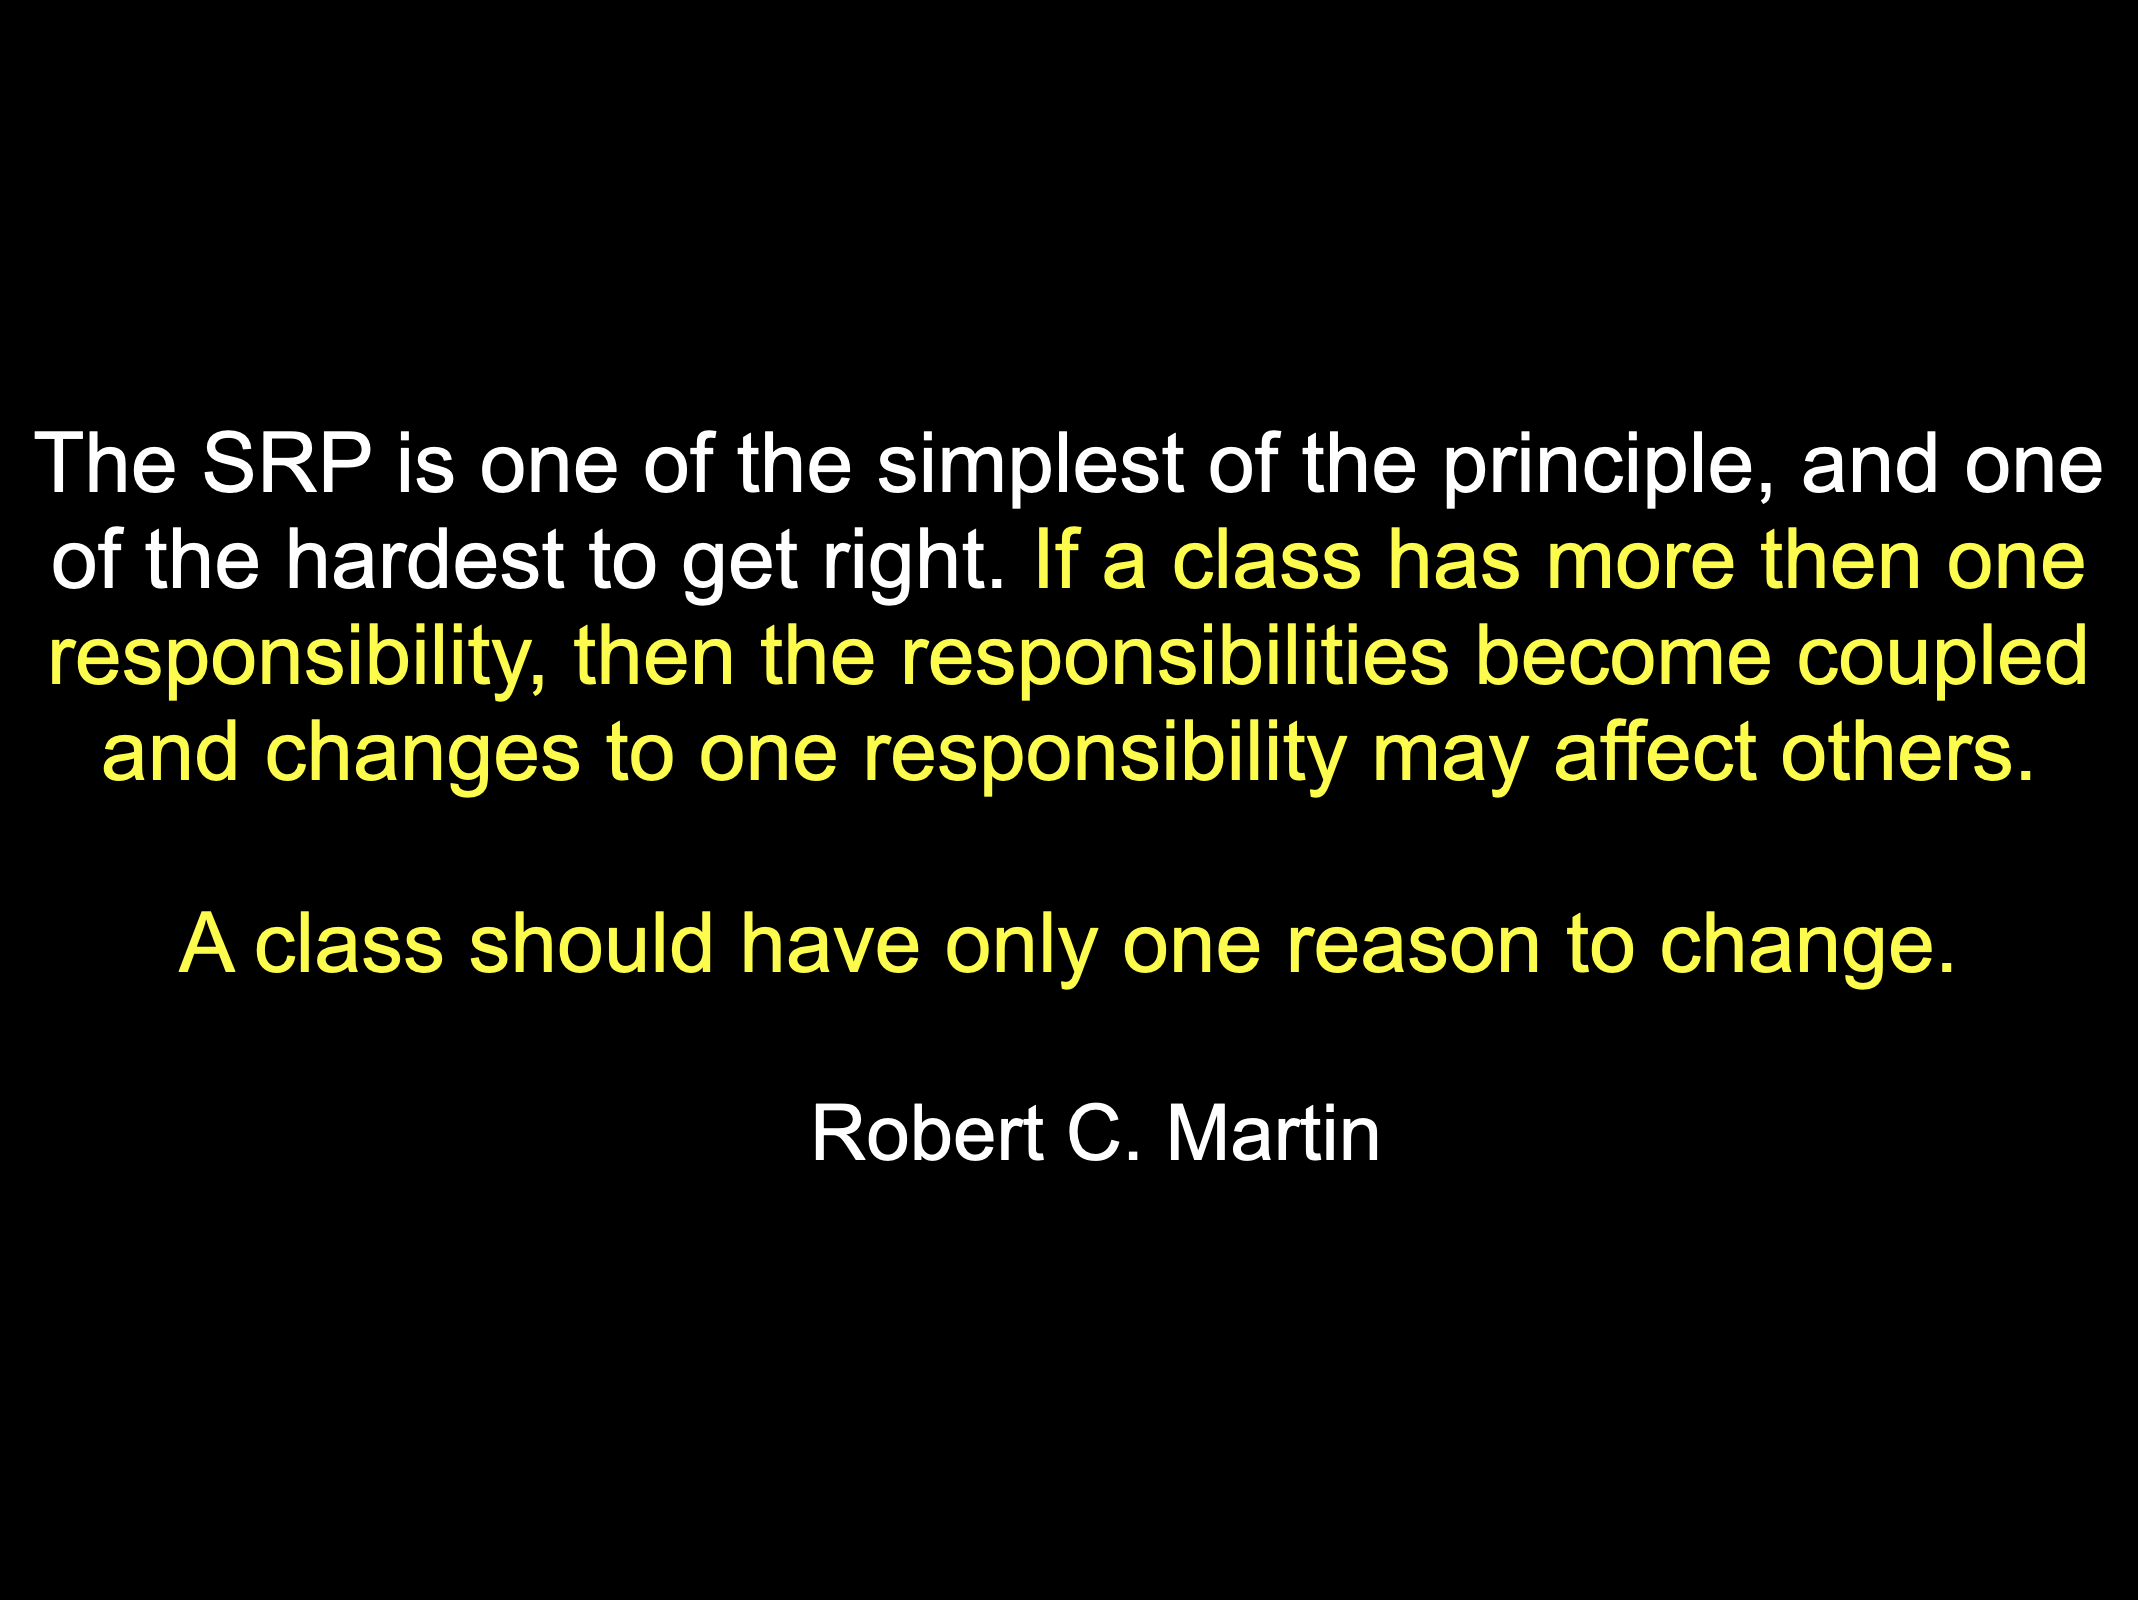 The SRP is one of the simplest of the principle, and one
of the hardest to get right. If a class has more then one
responsibility, then the responsibilities become coupled
and changes to one responsibility may affect others.
A class should have only one reason to change.
Robert C. Martin